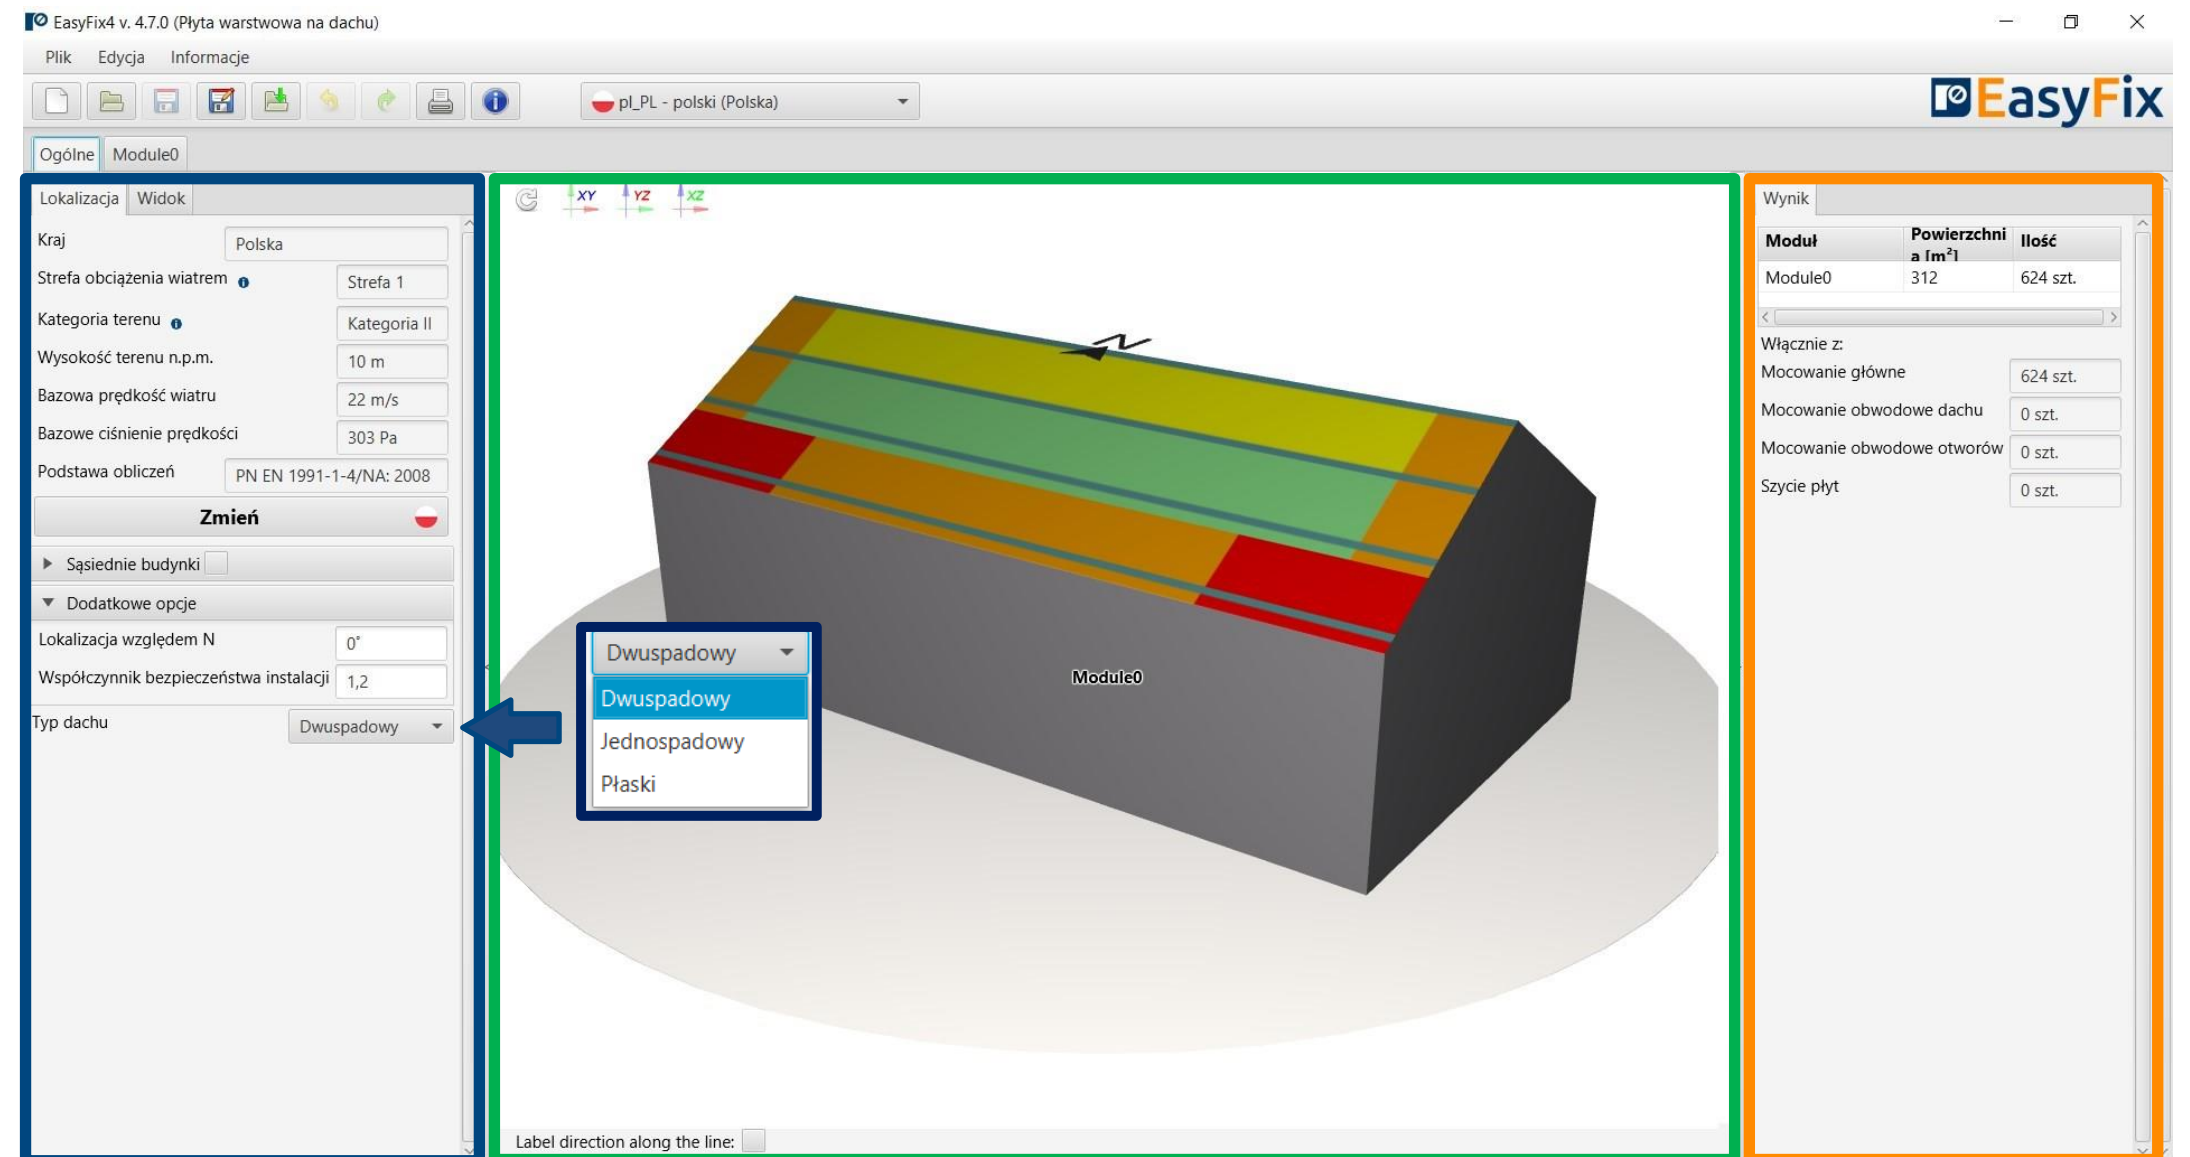 EasyFix4 v. 4.7.0 (Płyta warstwowa na dachu)
Plik Edycja Informacje
pl_PL - polski (Polska)
EasyFix
Ogólne Module0
Lokalizacja Widok
Kraj Polska
Strefa obciążenia wiatrem Strefa 1
Kategoria terenu Kategoria II
Wysokość terenu n.p.m. 10 m
Bazowa prędkość wiatru 22 m/s
Bazowe ciśnienie prędkości 303 Pa
Podstawa obliczeń PN EN 1991-1-4/NA: 2008
Zmień
Sąsiednie budynki
Dodatkowe opcje
Lokalizacja względem N 0°
Współczynnik bezpieczeństwa instalacji 1,2
Typ dachu Dwuspadowy
XY YZ XZ
N
Module0
Dwuspadowy
Dwuspadowy
Jednospadowy
Płaski
Label direction along the line:
Wynik
Moduł Powierzchni Ilość
a [m²]
Module0 312 624 szt.
Włącznie z:
Mocowanie główne 624 szt.
Mocowanie obwodowe dachu 0 szt.
Mocowanie obwodowe otworów 0 szt.
Szycie płyt 0 szt.